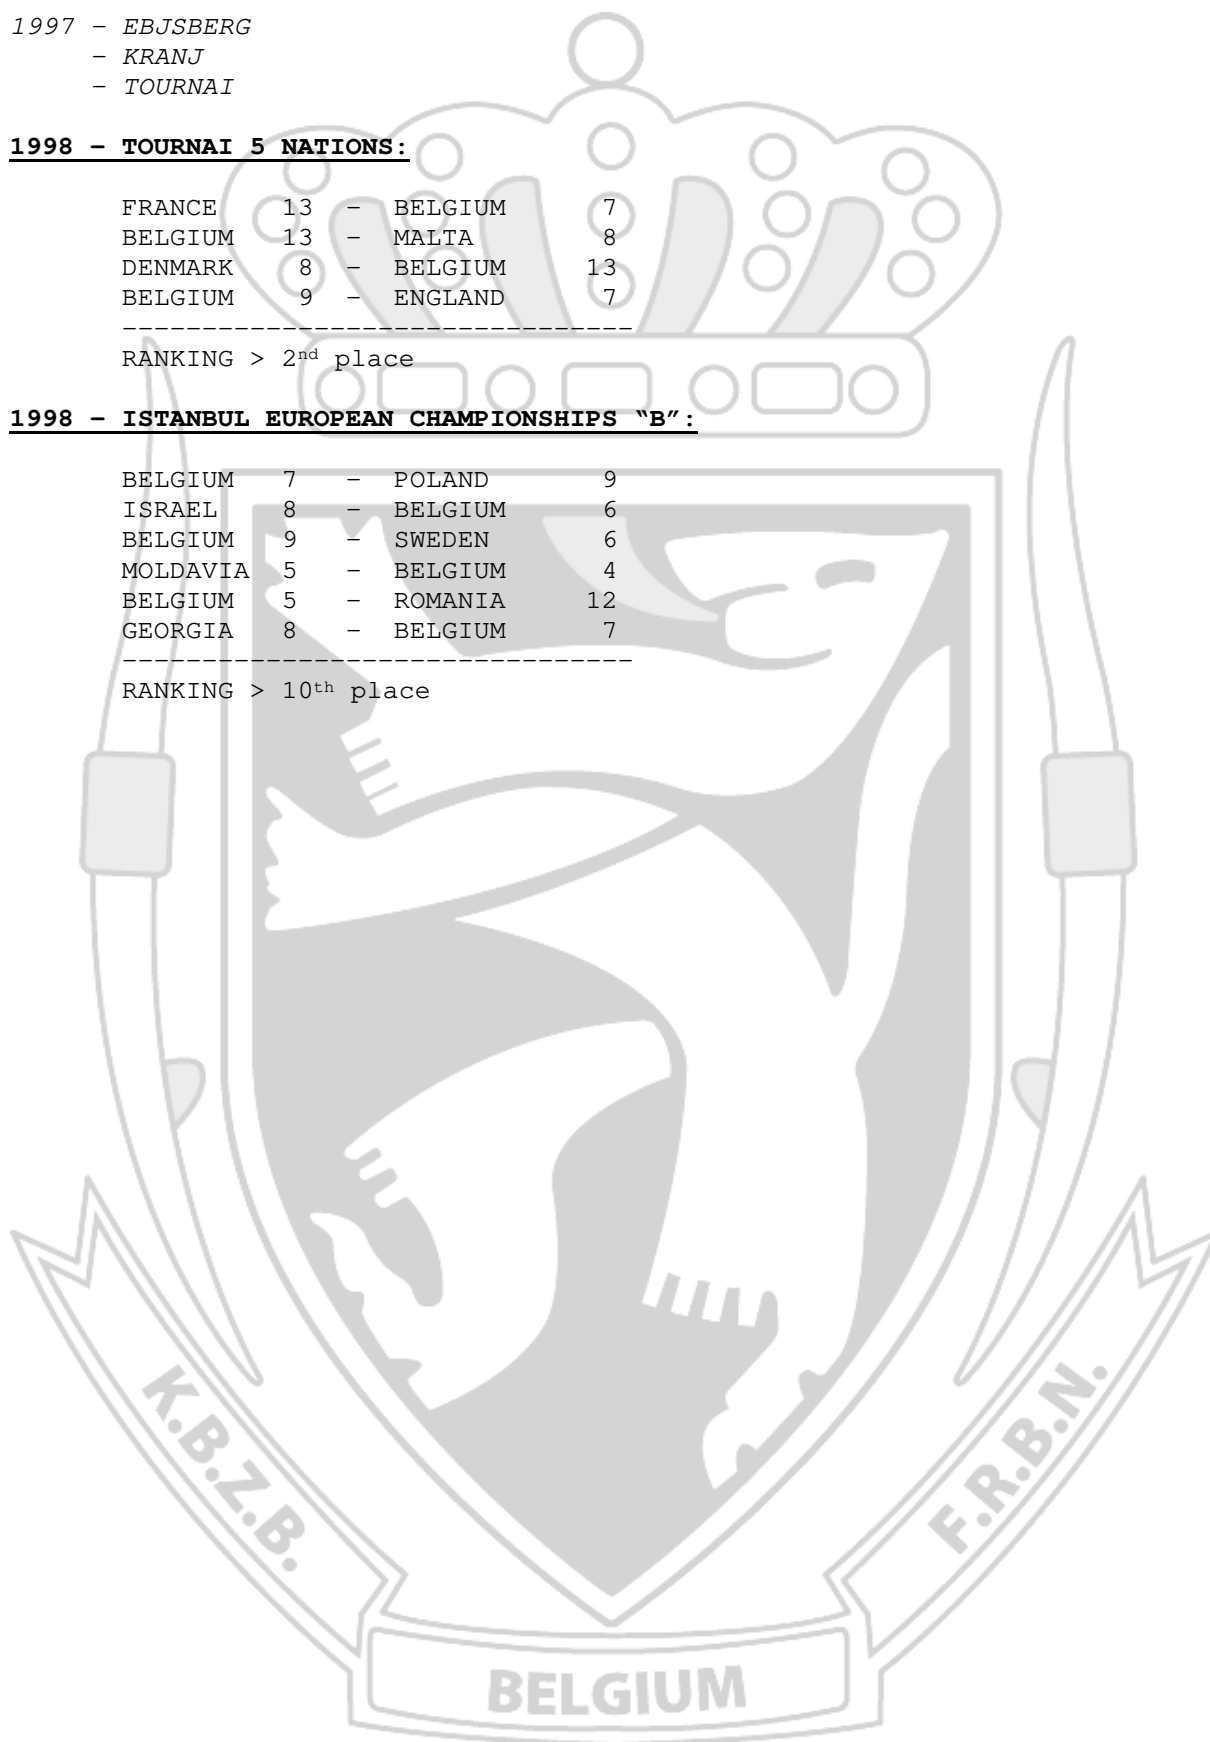 1997 – EBJSBERG
– KRANJ
– TOURNAI
1998 – TOURNAI 5 NATIONS:
FRANCE 13 – BELGIUM 7
BELGIUM 13 – MALTA 8
DENMARK 8 – BELGIUM 13
BELGIUM 9 – ENGLAND 7
--------------------------------
RANKING > 2nd place
1998 – ISTANBUL EUROPEAN CHAMPIONSHIPS “B”:
BELGIUM 7 – POLAND 9
ISRAEL 8 – BELGIUM 6
BELGIUM 9 – SWEDEN 6
MOLDAVIA 5 – BELGIUM 4
BELGIUM 5 – ROMANIA 12
GEORGIA 8 – BELGIUM 7
--------------------------------
RANKING > 10th place
K.B.Z.B.
F.R.B.N.
BELGIUM